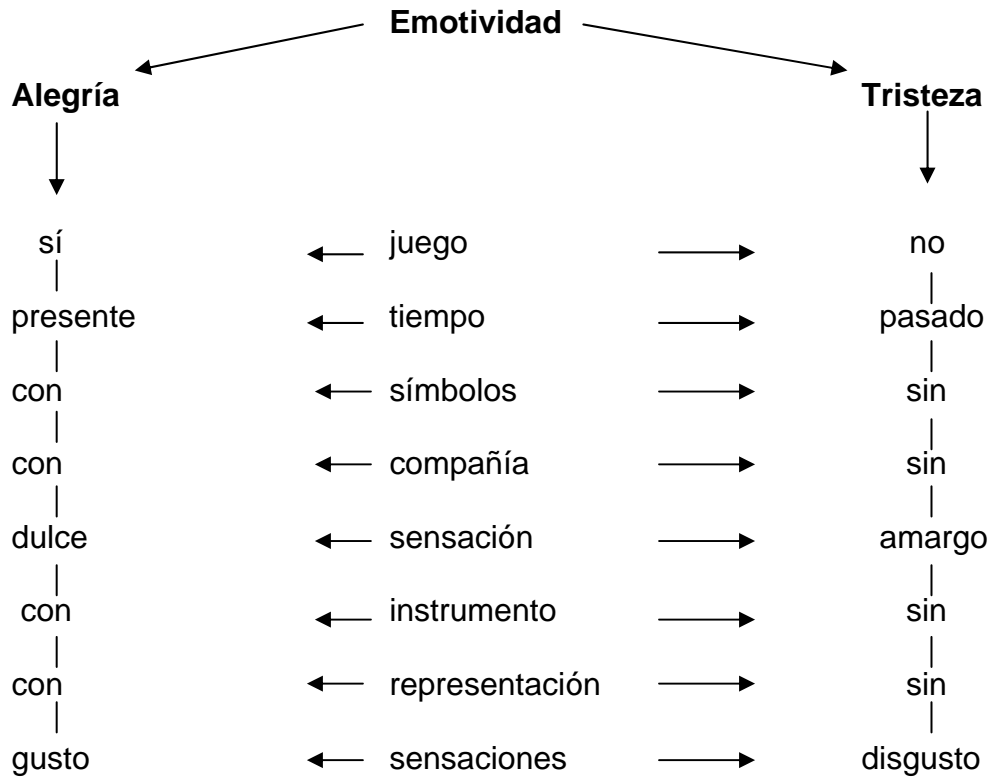 Emotividad
Alegría Tristeza
sí juego no
presente tiempo pasado
con símbolos sin
con compañía sin
dulce sensación amargo
con instrumento sin
con representación sin
gusto sensaciones disgusto